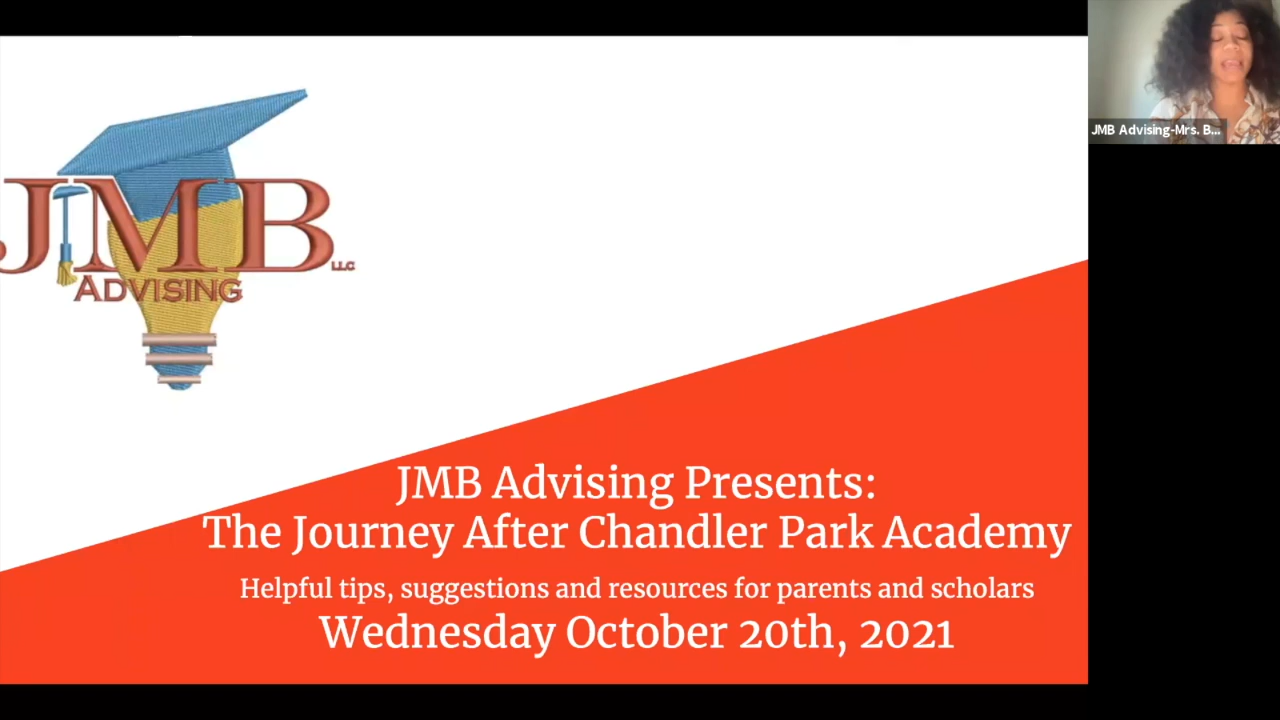 JMB
LLC
ADVISING
JMB Advising-Mrs. B...
JMB Advising Presents:
The Journey After Chandler Park Academy
Helpful tips, suggestions and resources for parents and scholars
Wednesday October 20th, 2021